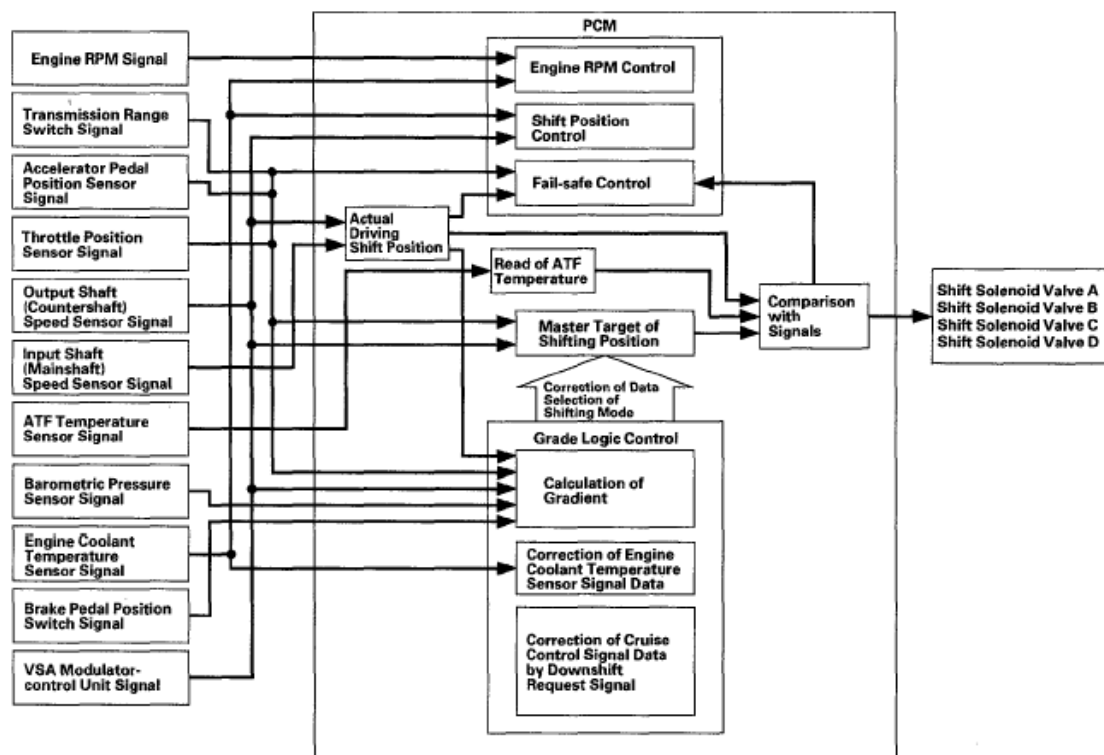 PCM
Engine RPM Signal
Transmission Range
Switch Signal
Accelerator Pedal
Position Sensor
Signal
Throttle Position
Sensor Signal
Output Shaft
(Countershaft)
Speed Sensor Signal
Input Shaft
(Mainshaft)
Speed Sensor Signal
ATF Temperature
Sensor Signal
Barometric Pressure
Sensor Signal
Engine Coolant
Temperature
Sensor Signal
Brake Pedal Position
Switch Signal
VSA Modulator-
control Unit Signal
Engine RPM Control
Shift Position
Control
Fail-safe Control
Actual
Driving
Shift Position
Read of ATF
Temperature
Master Target of
Shifting Position
Correction of Data
Selection of
Shifting Mode
Grade Logic Control
Calculation of
Gradient
Correction of Engine
Coolant Temperature
Sensor Signal Data
Correction of Cruise
Control Signal Data
by Downshift
Request Signal
Comparison
with
Signals
Shift Solenoid Valve A
Shift Solenoid Valve B
Shift Solenoid Valve C
Shift Solenoid Valve D